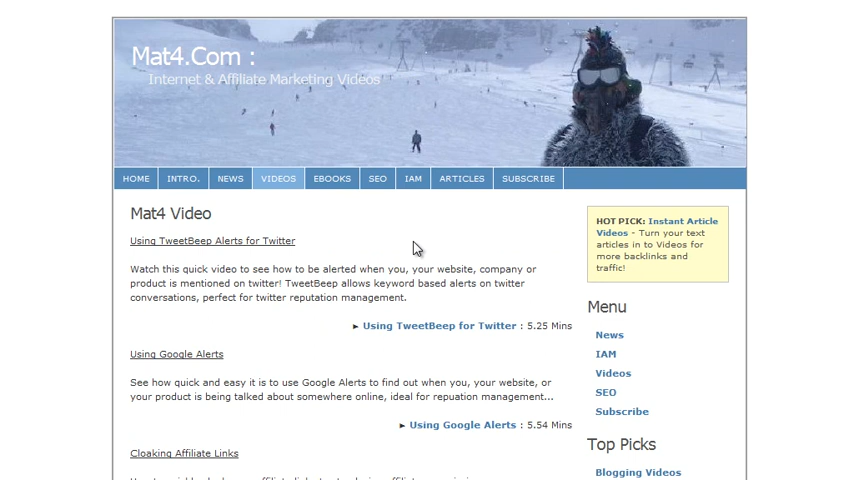 Mat4.Com :
Internet & Affiliate Marketing Videos
HOME INTRO. NEWS VIDEOS EBOOKS SEO IAM ARTICLES SUBSCRIBE
Mat4 Video
Using TweetBeep Alerts for Twitter
Watch this quick video to see how to be alerted when you, your website, company or
product is mentioned on twitter! TweetBeep allows keyword based alerts on twitter
conversations, perfect for twitter reputation management.
► Using TweetBeep for Twitter : 5.25 Mins
Using Google Alerts
See how quick and easy it is to use Google Alerts to find out when you, your website, or
your product is being talked about somewhere online, ideal for repuation management...
► Using Google Alerts : 5.54 Mins
Cloaking Affiliate Links
HOT PICK: Instant Article
Videos - Turn your text
articles in to Videos for
more backlinks and
traffic!
Menu
News
IAM
Videos
SEO
Subscribe
Top Picks
Blogging Videos